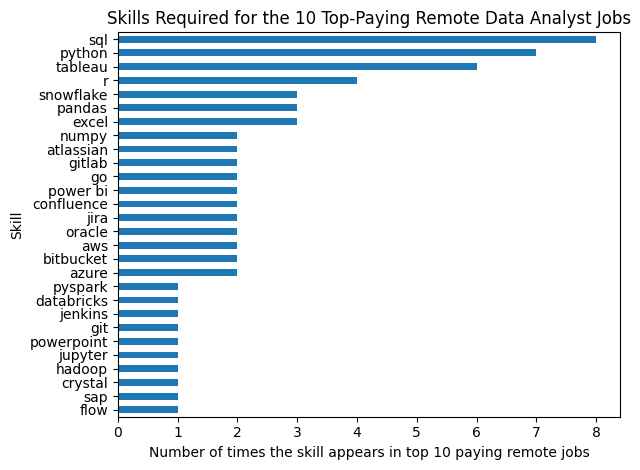 Skills Required for the 10 Top-Paying Remote Data Analyst Jobs
sql
python
tableau
r
snowflake
pandas
excel
numpy
atlassian
gitlab
go
power bi
confluence
jira
oracle
aws
bitbucket
azure
pyspark
databricks
jenkins
git
powerpoint
jupyter
hadoop
crystal
sap
flow
Skill
0 1 2 3 4 5 6 7 8
Number of times the skill appears in top 10 paying remote jobs